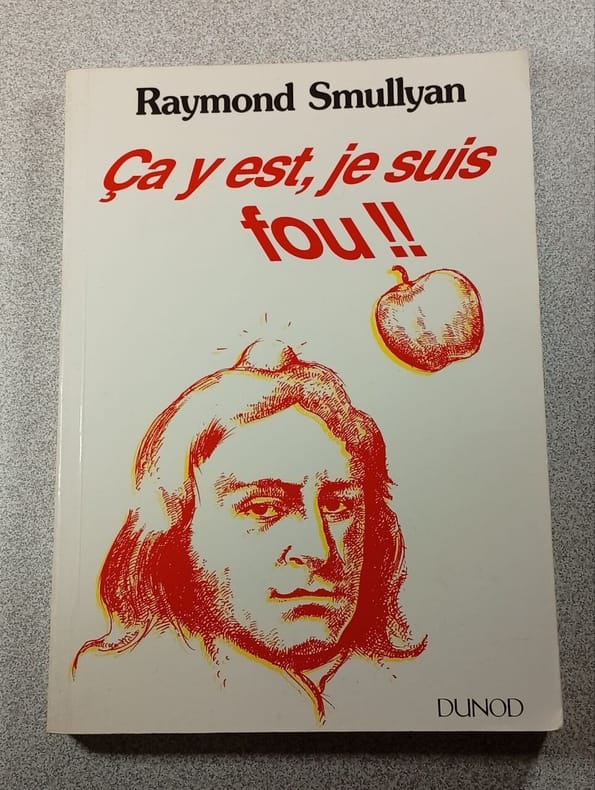 Raymond Smullyan
Ça y est, je suis
fou !!
DUNOD